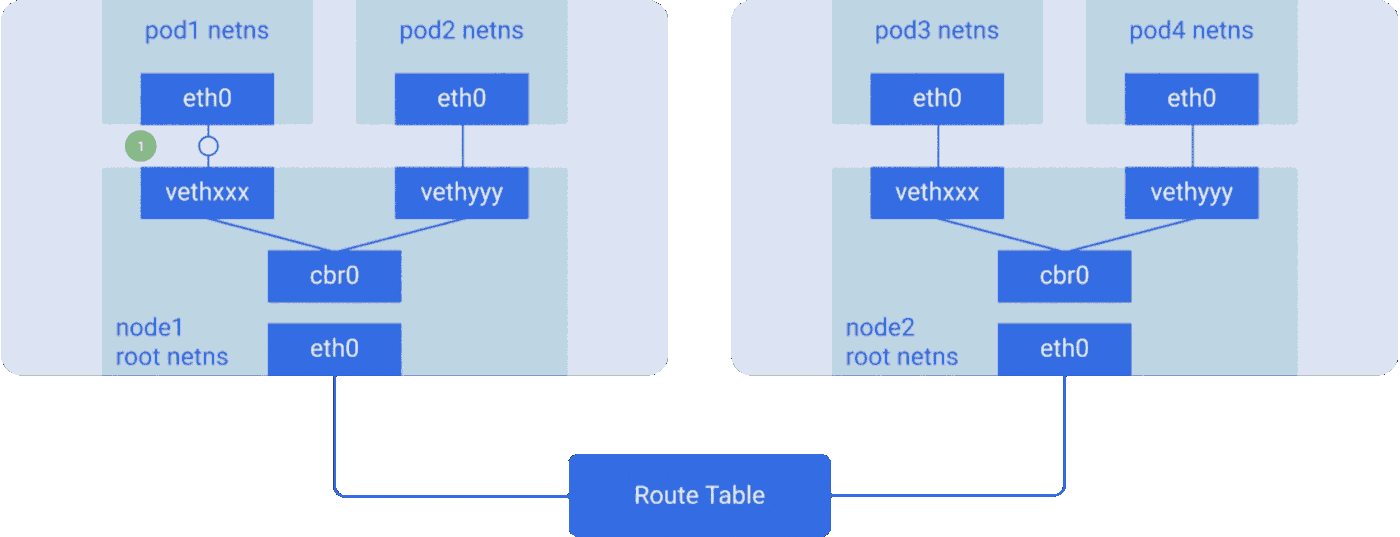 pod1 netns
pod2 netns
eth0
eth0
1
vethxxx
vethyyy
cbr0
node1
root netns
eth0
pod3 netns
pod4 netns
eth0
eth0
vethxxx
vethyyy
cbr0
node2
root netns
eth0
Route Table